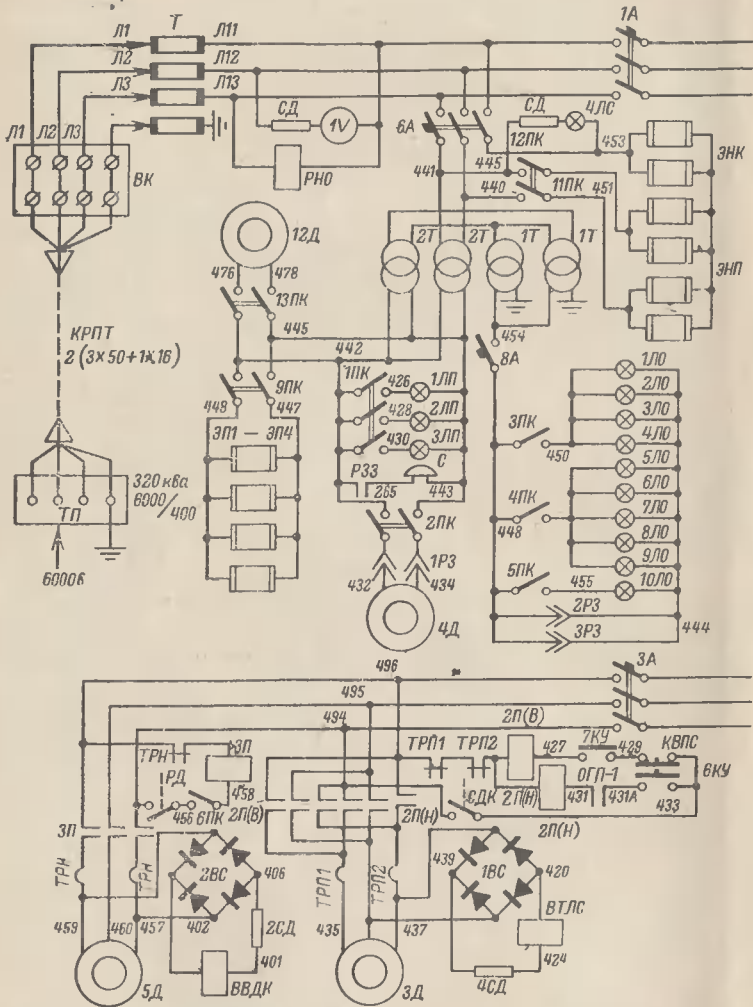 Т
1А
Л1
Л11
Л2
Л12
Л3
Л13
Л1 Л2 Л3
СД
1V
РНО
6А
СД
4ЛС
12ПК
453
445
441
440
11ПК
451
ЭНК
ЭНП
ВК
12Д
476
478
13ПК
445
2Т
2Т
1Т
1Т
КРПТ
2 (3×50+1×16)
442
454
8А
1ПК
426
1ЛП
428
2ЛП
430
3ЛП
9ПК
449
447
ЭП1 — ЭП4
РЗЗ
С
265
443
2ПК
1РЗ
432
434
4Д
320 ква
6000/400
ТП
6000в
3ПК
450
4ПК
448
5ПК
455
1ЛО
2ЛО
3ЛО
4ЛО
5ЛО
6ЛО
7ЛО
8ЛО
9ЛО
10ЛО
2РЗ
3РЗ
444
496
495
494
3А
2П(В)
ТРП1
ТРП2
427
7КУ
429
КВПС
6КУ
ОГП-1
2П(Н)
431
431А
433
ТРН
3П
РД
458
456
6ПК
2П(В)
2П(Н)
СДК
2П(Н)
3П
ТРН
ТРН
2ВС
406
402
2СД
401
ВВДК
459
460
457
5Д
ТРП1
ТРП2
435
437
3Д
439
1ВС
420
ВТЛС
424
4СД